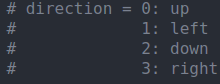 # direction = 0: up
#             1: left
#             2: down
#             3: right